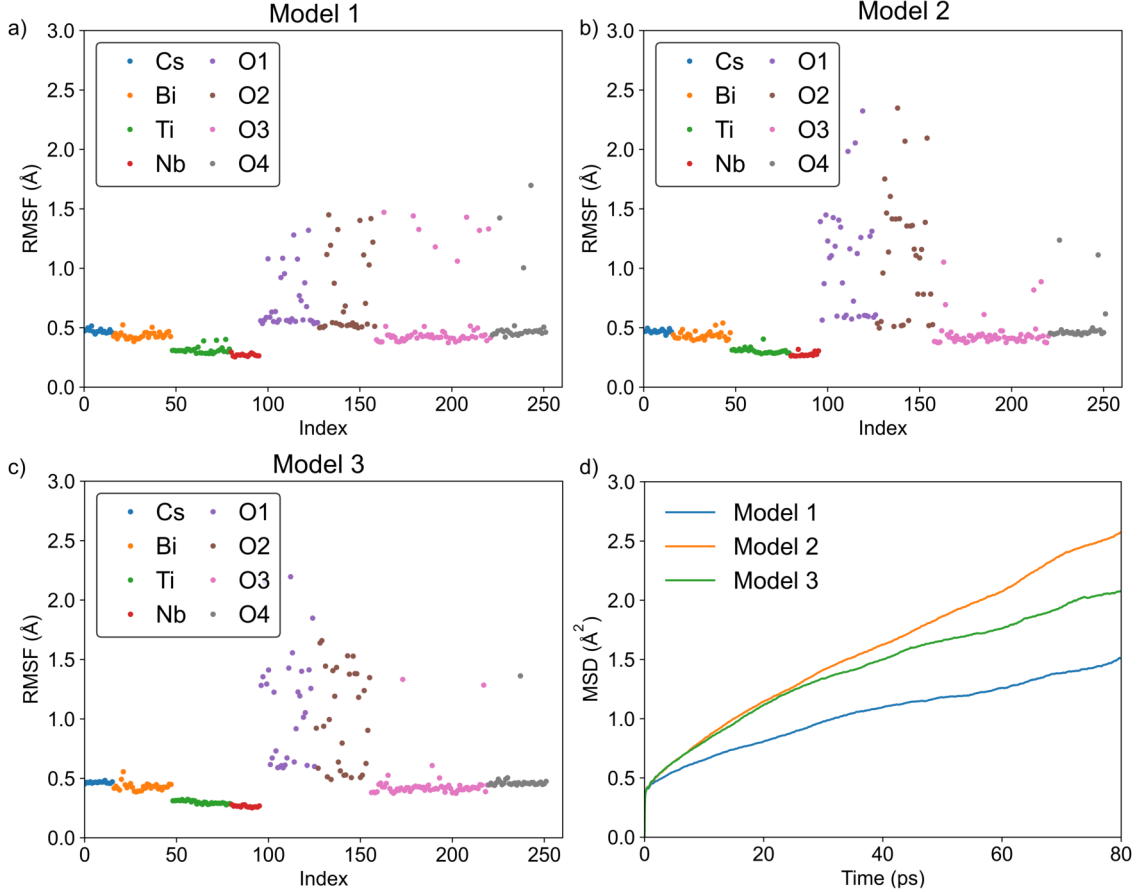 a)
Model 1
RMSF (Å)
3.0
2.5
2.0
1.5
1.0
0.5
0.0
Cs
O1
Bi
O2
Ti
O3
Nb
O4
0
50
100
150
200
250
Index
b)
Model 2
RMSF (Å)
3.0
2.5
2.0
1.5
1.0
0.5
0.0
Cs
O1
Bi
O2
Ti
O3
Nb
O4
0
50
100
150
200
250
Index
c)
Model 3
RMSF (Å)
3.0
2.5
2.0
1.5
1.0
0.5
0.0
Cs
O1
Bi
O2
Ti
O3
Nb
O4
0
50
100
150
200
250
Index
d)
MSD (Å²)
3.0
2.5
2.0
1.5
1.0
0.5
0.0
Model 1
Model 2
Model 3
0
20
40
60
80
Time (ps)